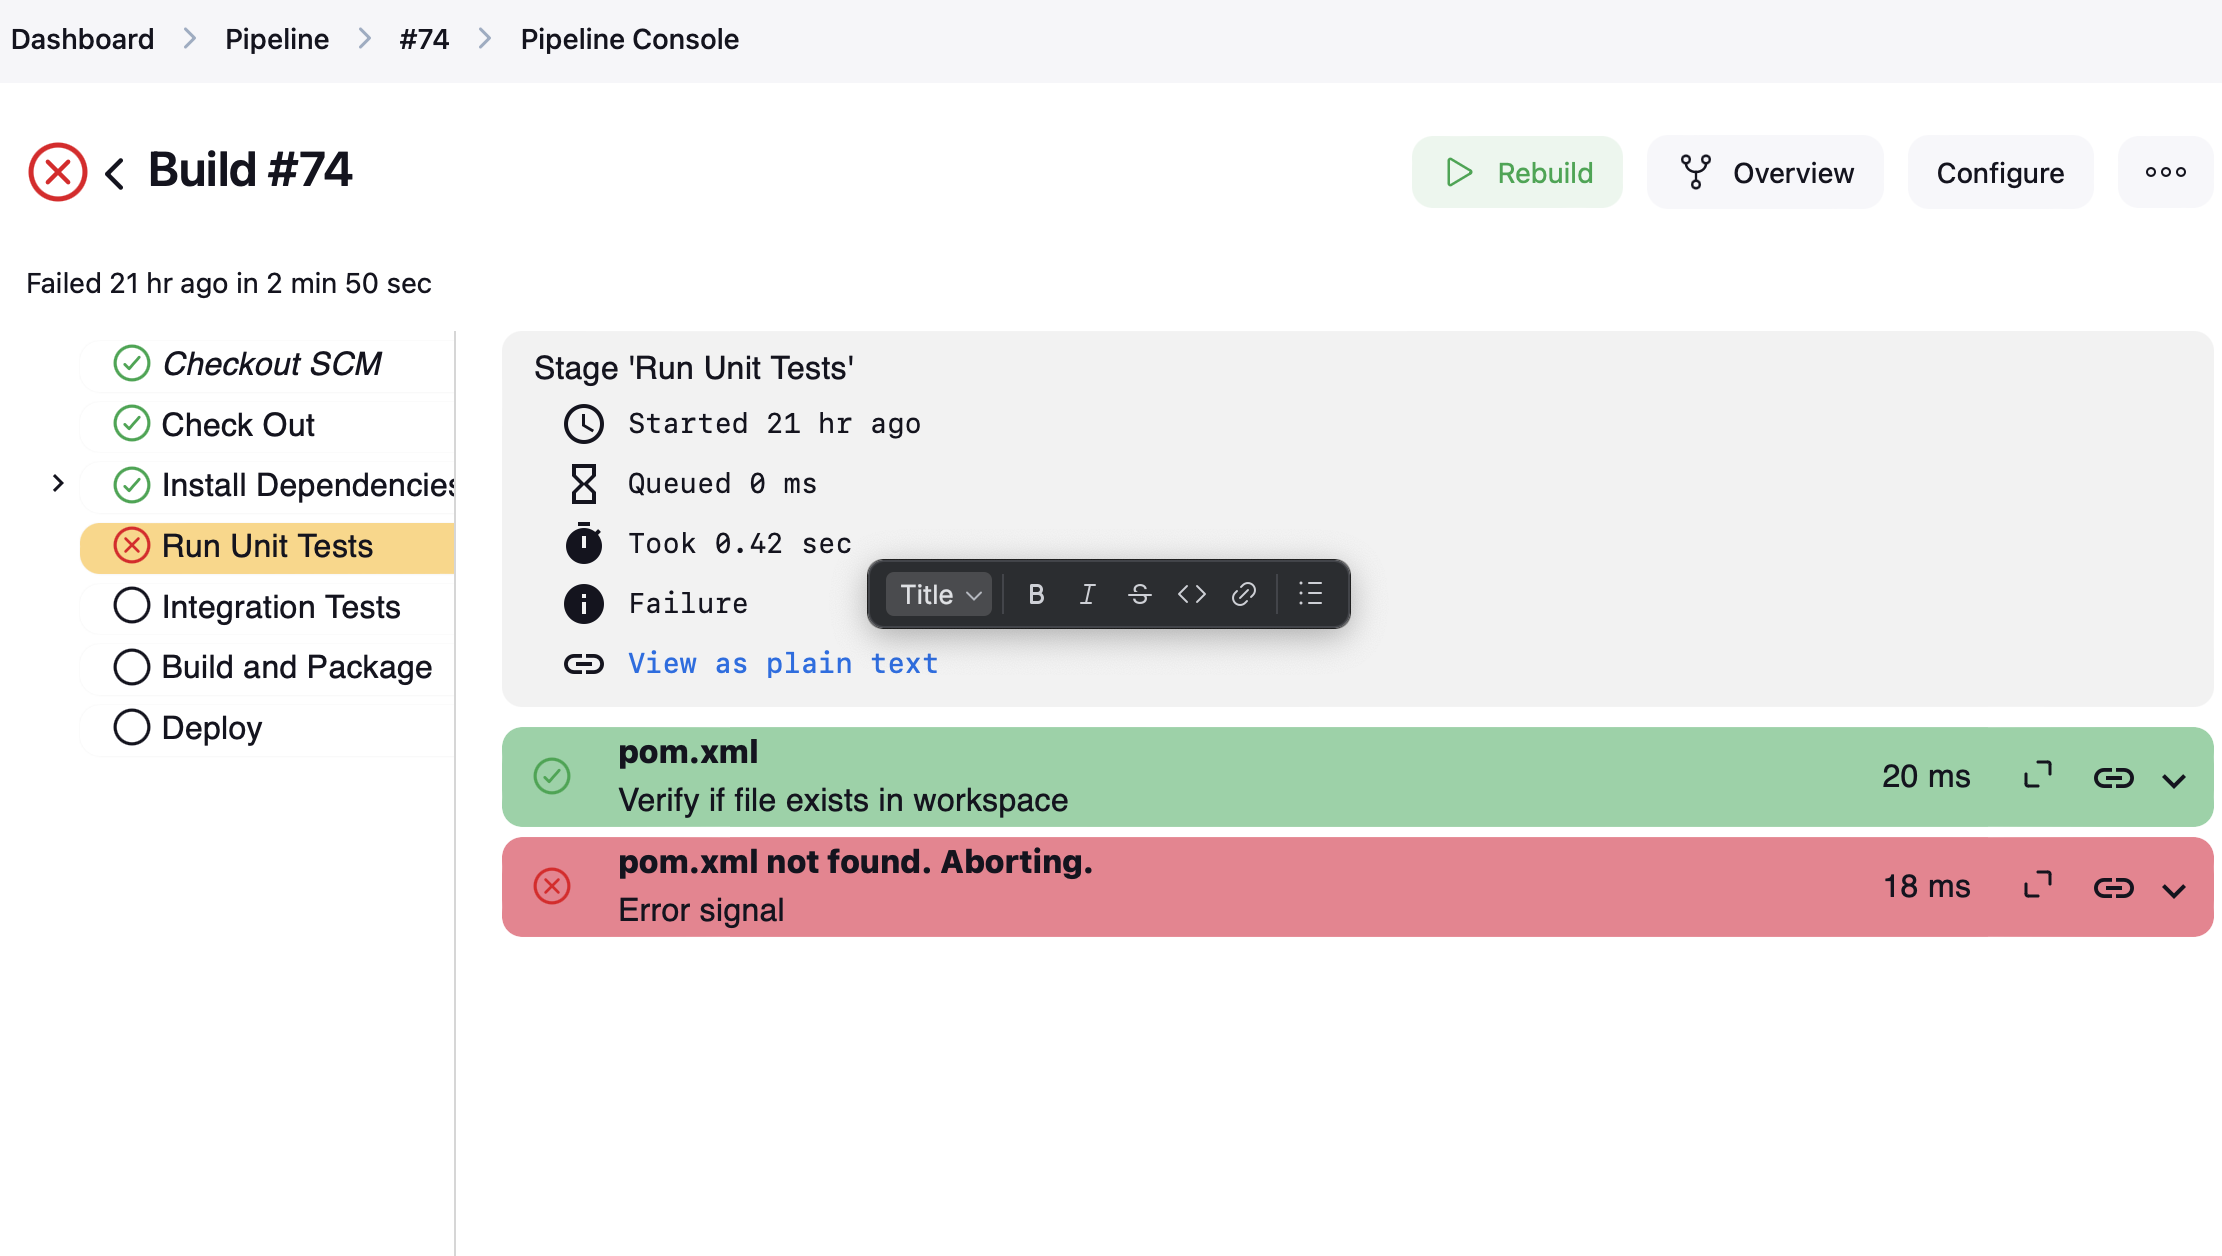 Dashboard > Pipeline > #74 > Pipeline Console
Build #74
Rebuild
Overview
Configure
Failed 21 hr ago in 2 min 50 sec
Checkout SCM
Check Out
Install Dependencies
Run Unit Tests
Integration Tests
Build and Package
Deploy
Stage 'Run Unit Tests'
Started 21 hr ago
Queued 0 ms
Took 0.42 sec
Failure
View as plain text
Title B I S
pom.xml
Verify if file exists in workspace
20 ms
pom.xml not found. Aborting.
Error signal
18 ms